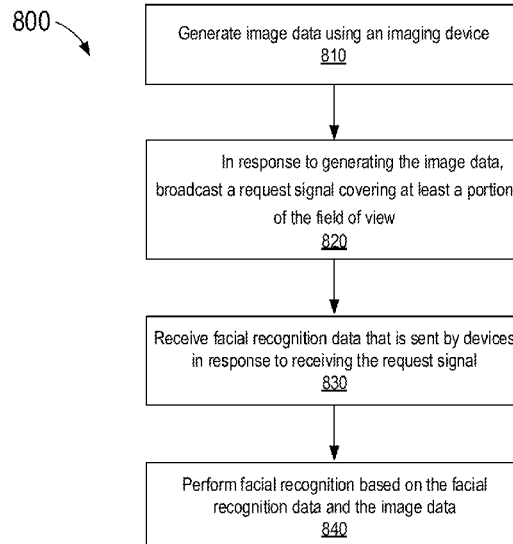 800
Generate image data using an imaging device
810
In response to generating the image data,
broadcast a request signal covering at least a portion
of the field of view
820
Receive facial recognition data that is sent by devices
in response to receiving the request signal
830
Perform facial recognition based on the facial
recognition data and the image data
840